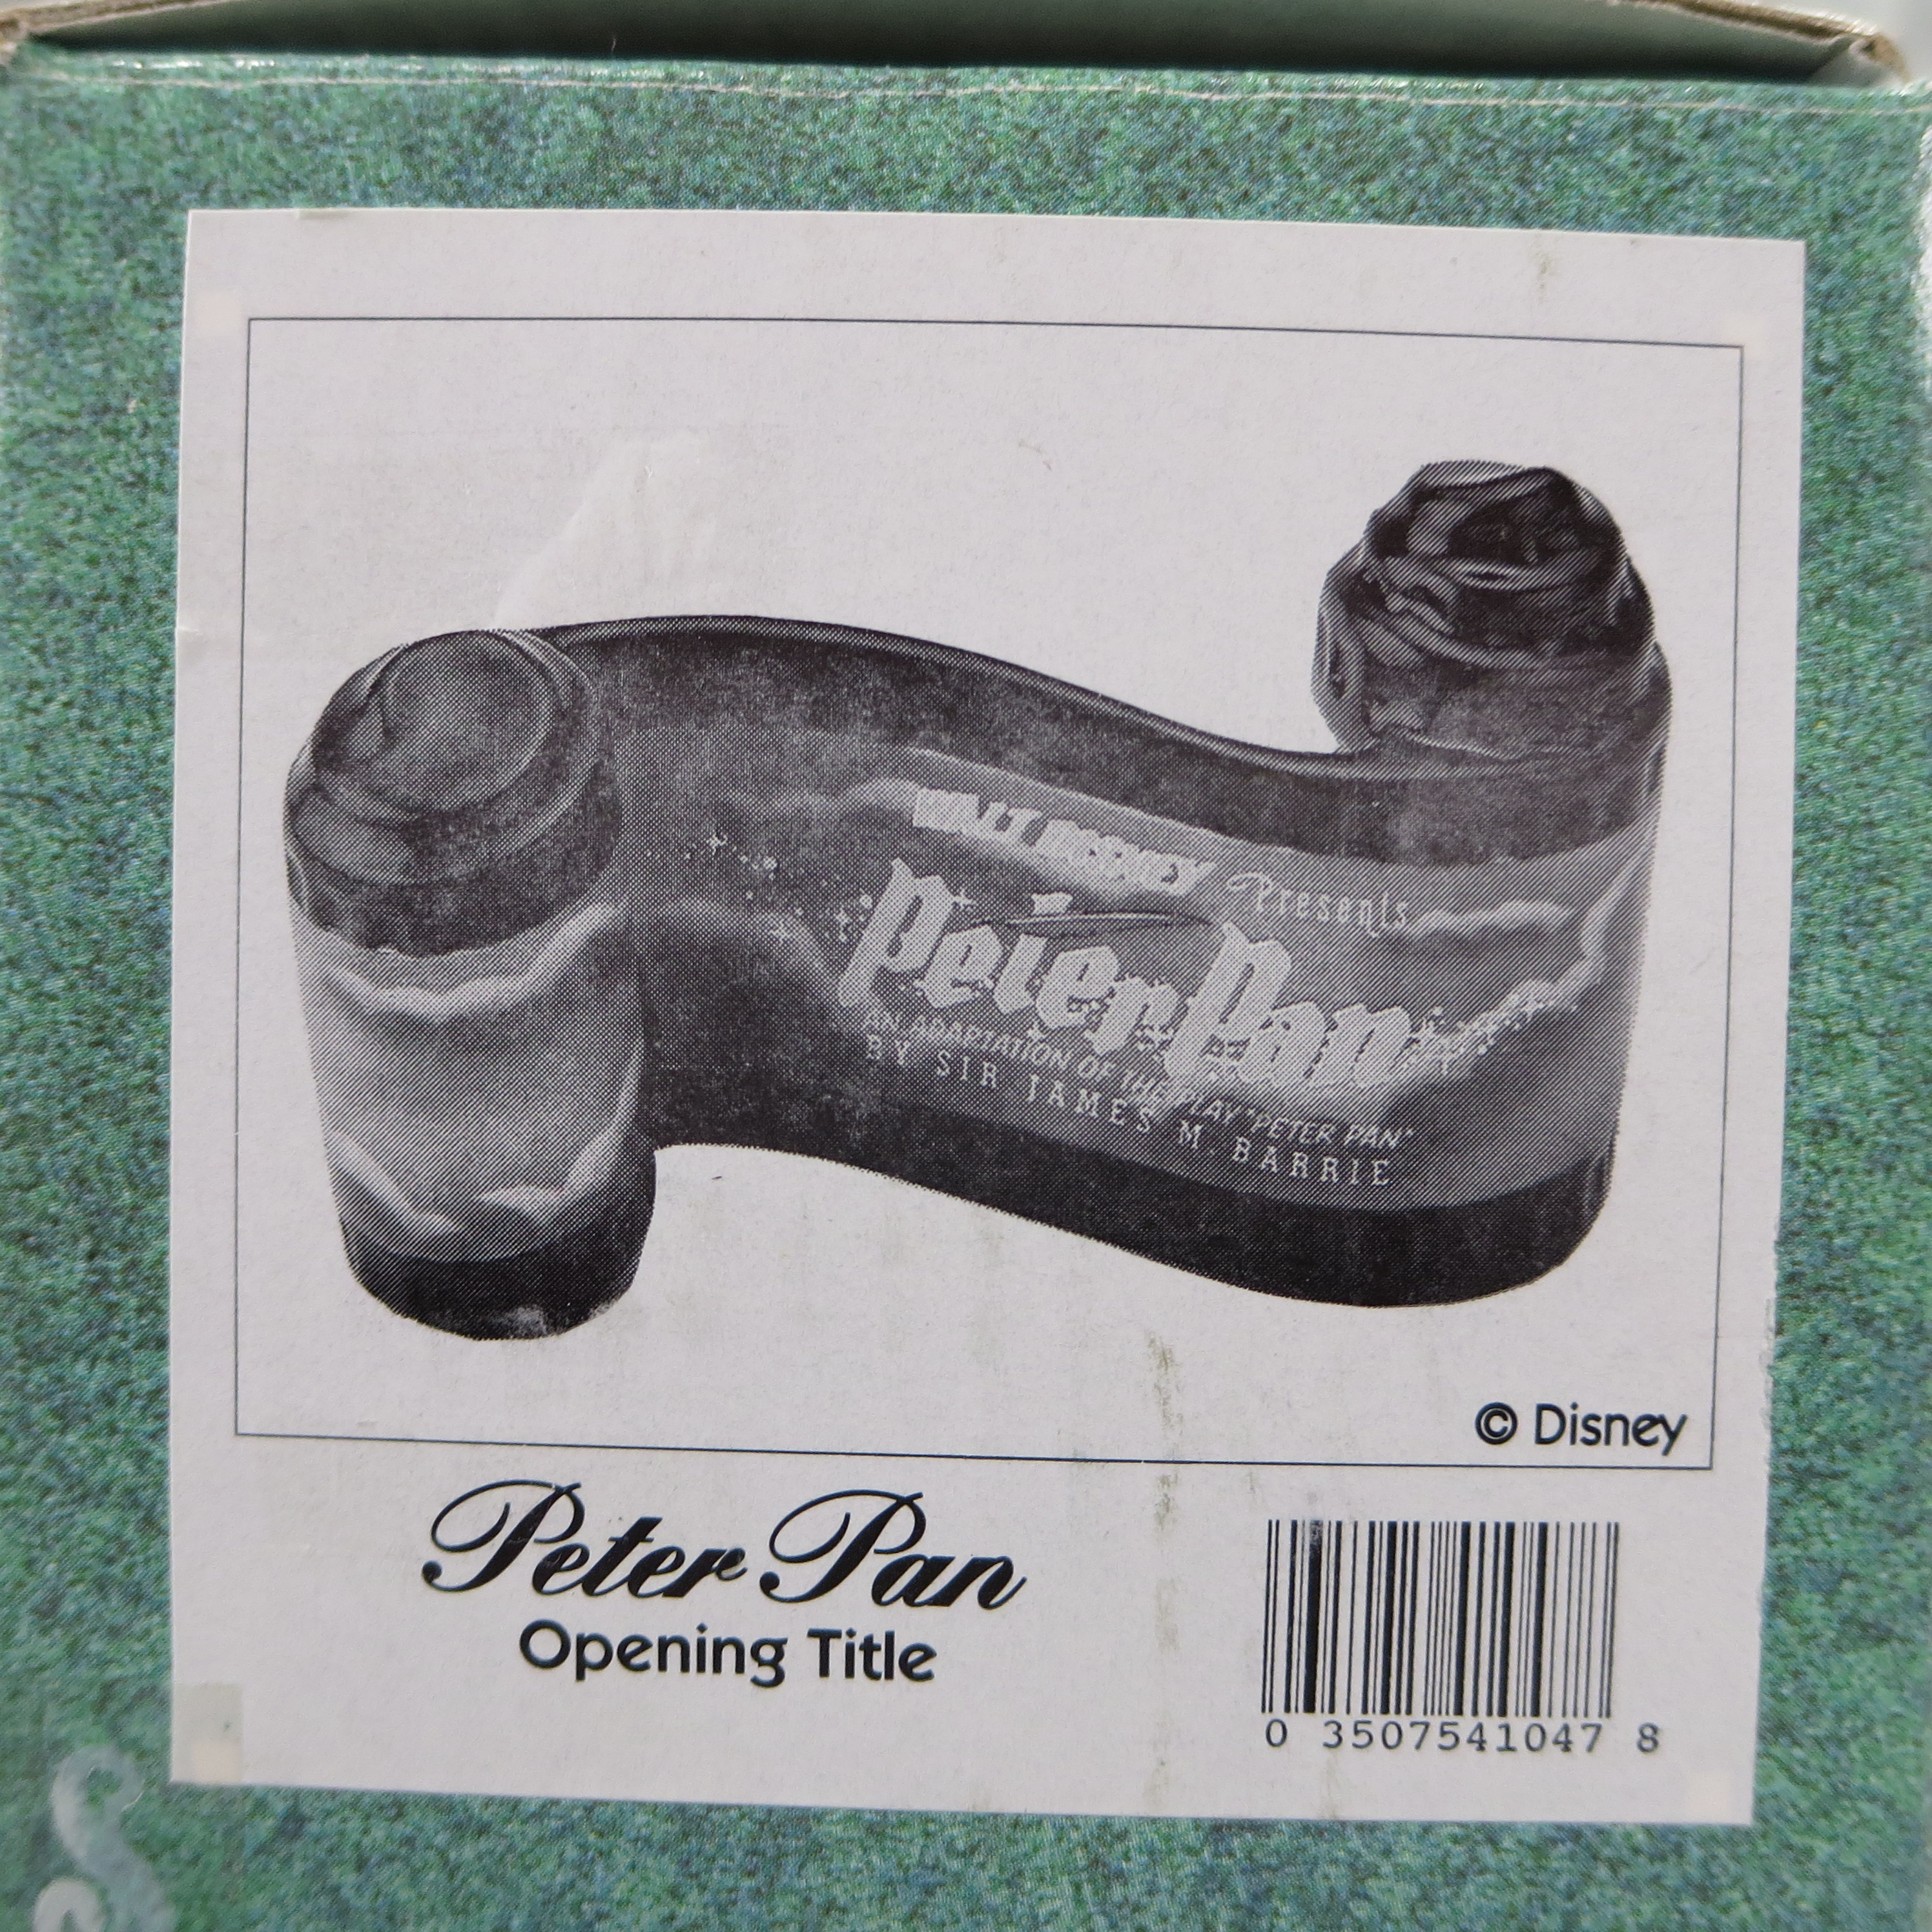 WALT DISNEY Presents
Peter Pan
AN ADAPTATION OF THE PLAY "PETER PAN"
BY SIR JAMES M. BARRIE
© Disney
Peter Pan
Opening Title
0 3507541047 8